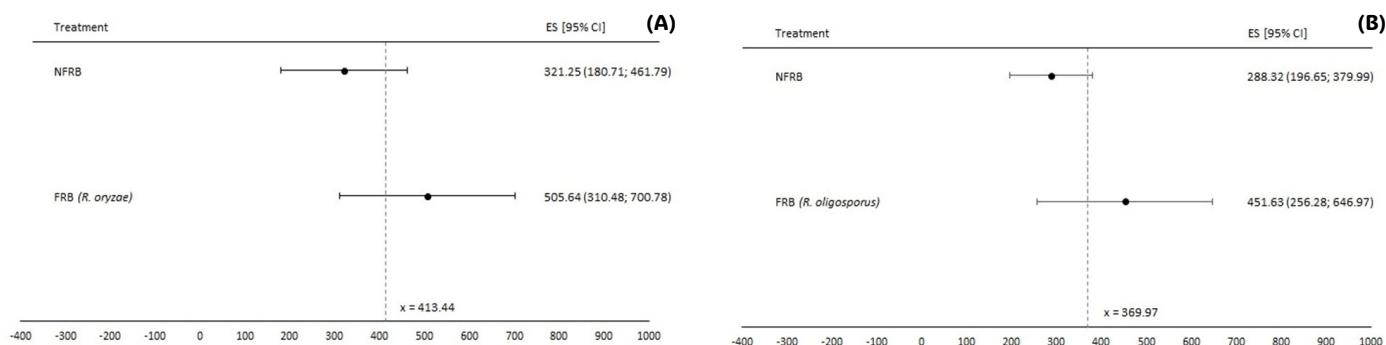 (A)
Treatment ES [95% CI]
NFRB 321.25 (180.71; 461.79)
FRB (R. oryzae) 505.64 (310.48; 700.78)
x = 413.44
-400 -300 -200 -100 0 100 200 300 400 500 600 700 800 900 1000
(B)
Treatment ES [95% CI]
NFRB 288.32 (196.65; 379.99)
FRB (R. oligosporus) 451.63 (256.28; 646.97)
x = 369.97
-400 -300 -200 -100 0 100 200 300 400 500 600 700 800 900 1000